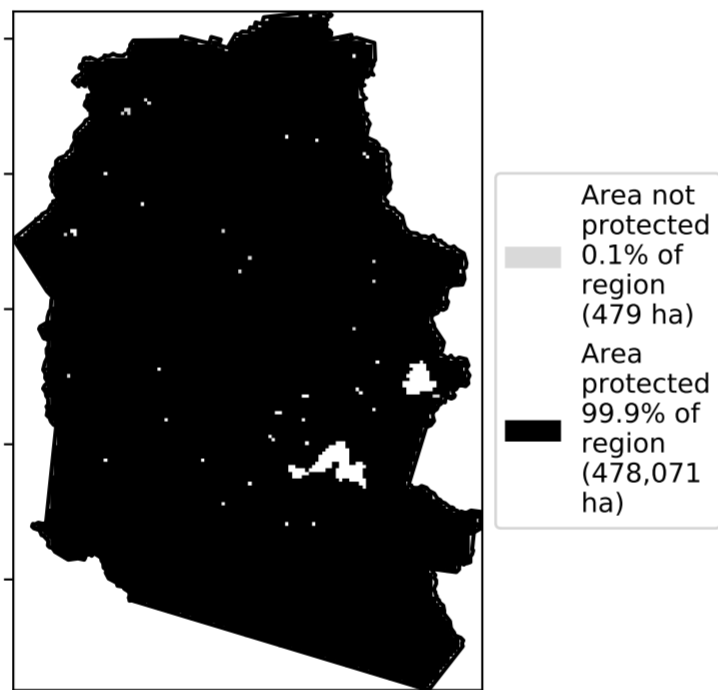 Area not
protected
0.1% of
region
(479 ha)
Area
protected
99.9% of
region
(478,071
ha)